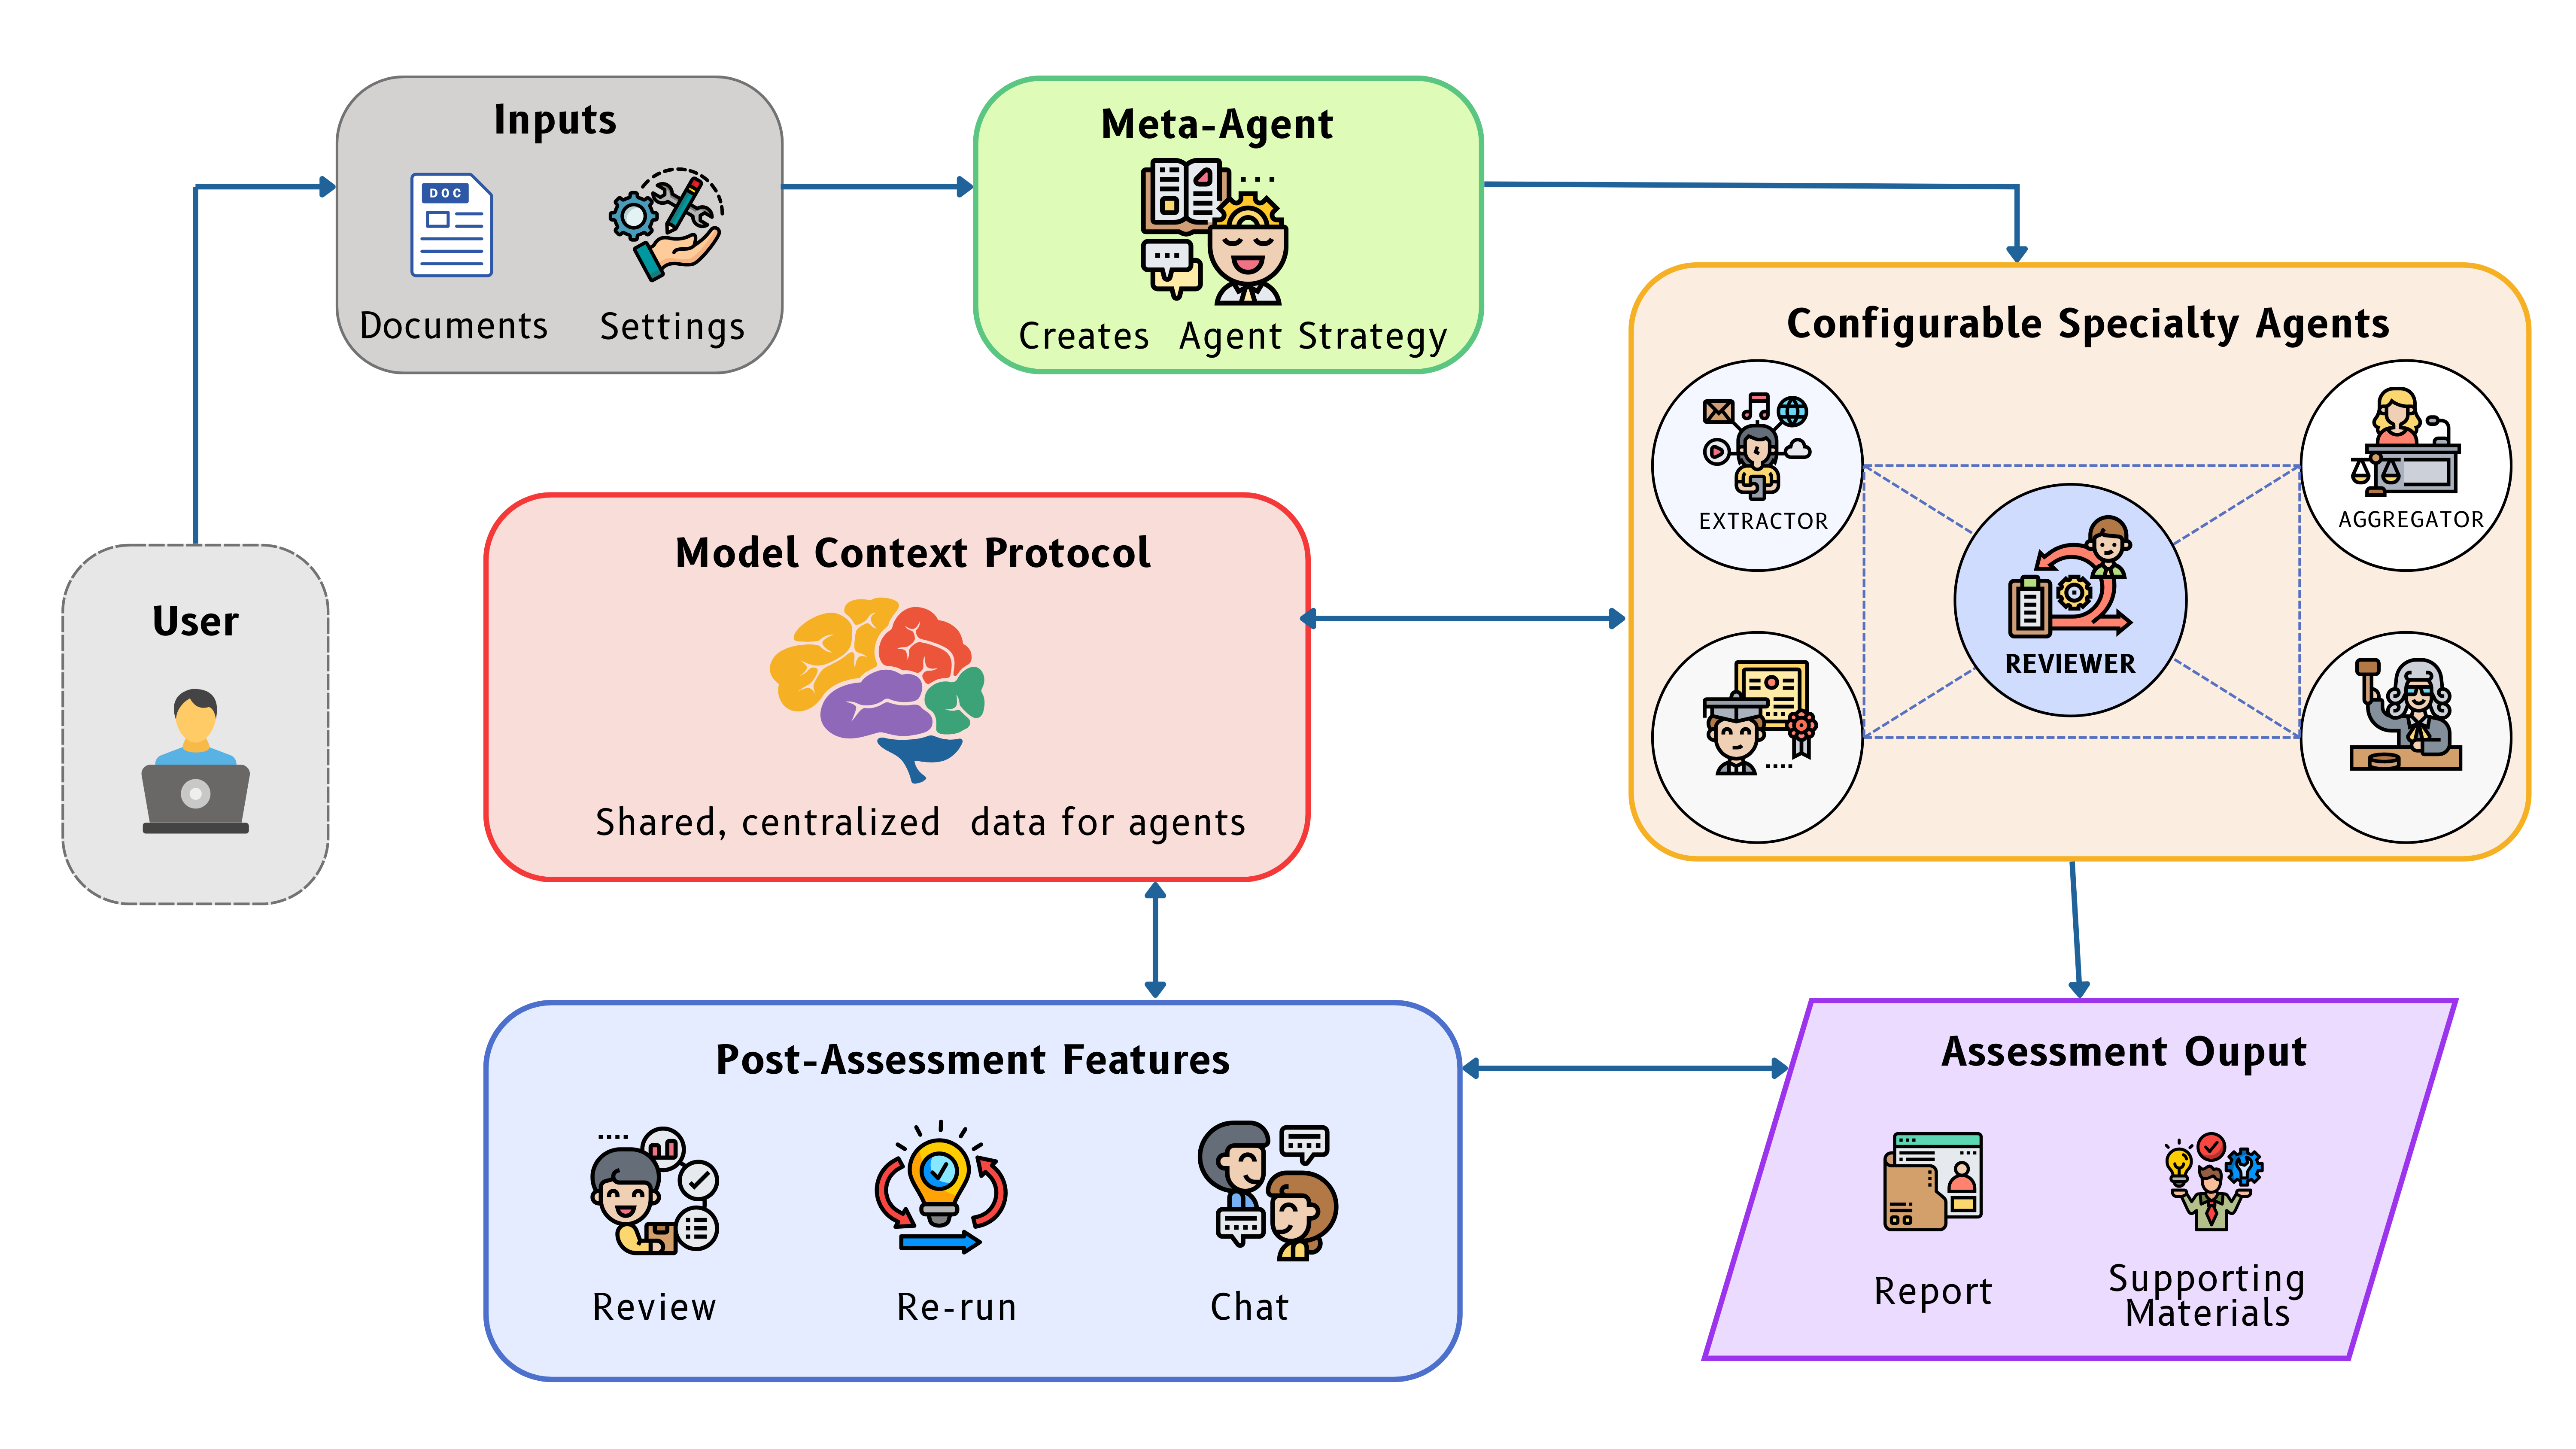 Inputs
DOC
Documents
Settings
Meta-Agent
Creates Agent Strategy
Configurable Specialty Agents
EXTRACTOR
AGGREGATOR
REVIEWER
Model Context Protocol
Shared, centralized data for agents
User
Post-Assessment Features
Review
Re-run
Chat
Assessment Ouput
Report
Supporting
Materials